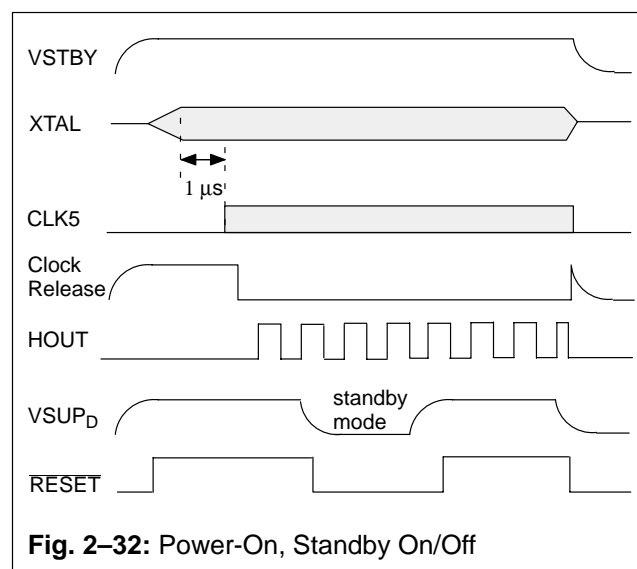 VSTBY
XTAL
1 μs
CLK5
Clock
Release
HOUT
VSUPD
standby
mode
RESET
Fig. 2–32: Power-On, Standby On/Off